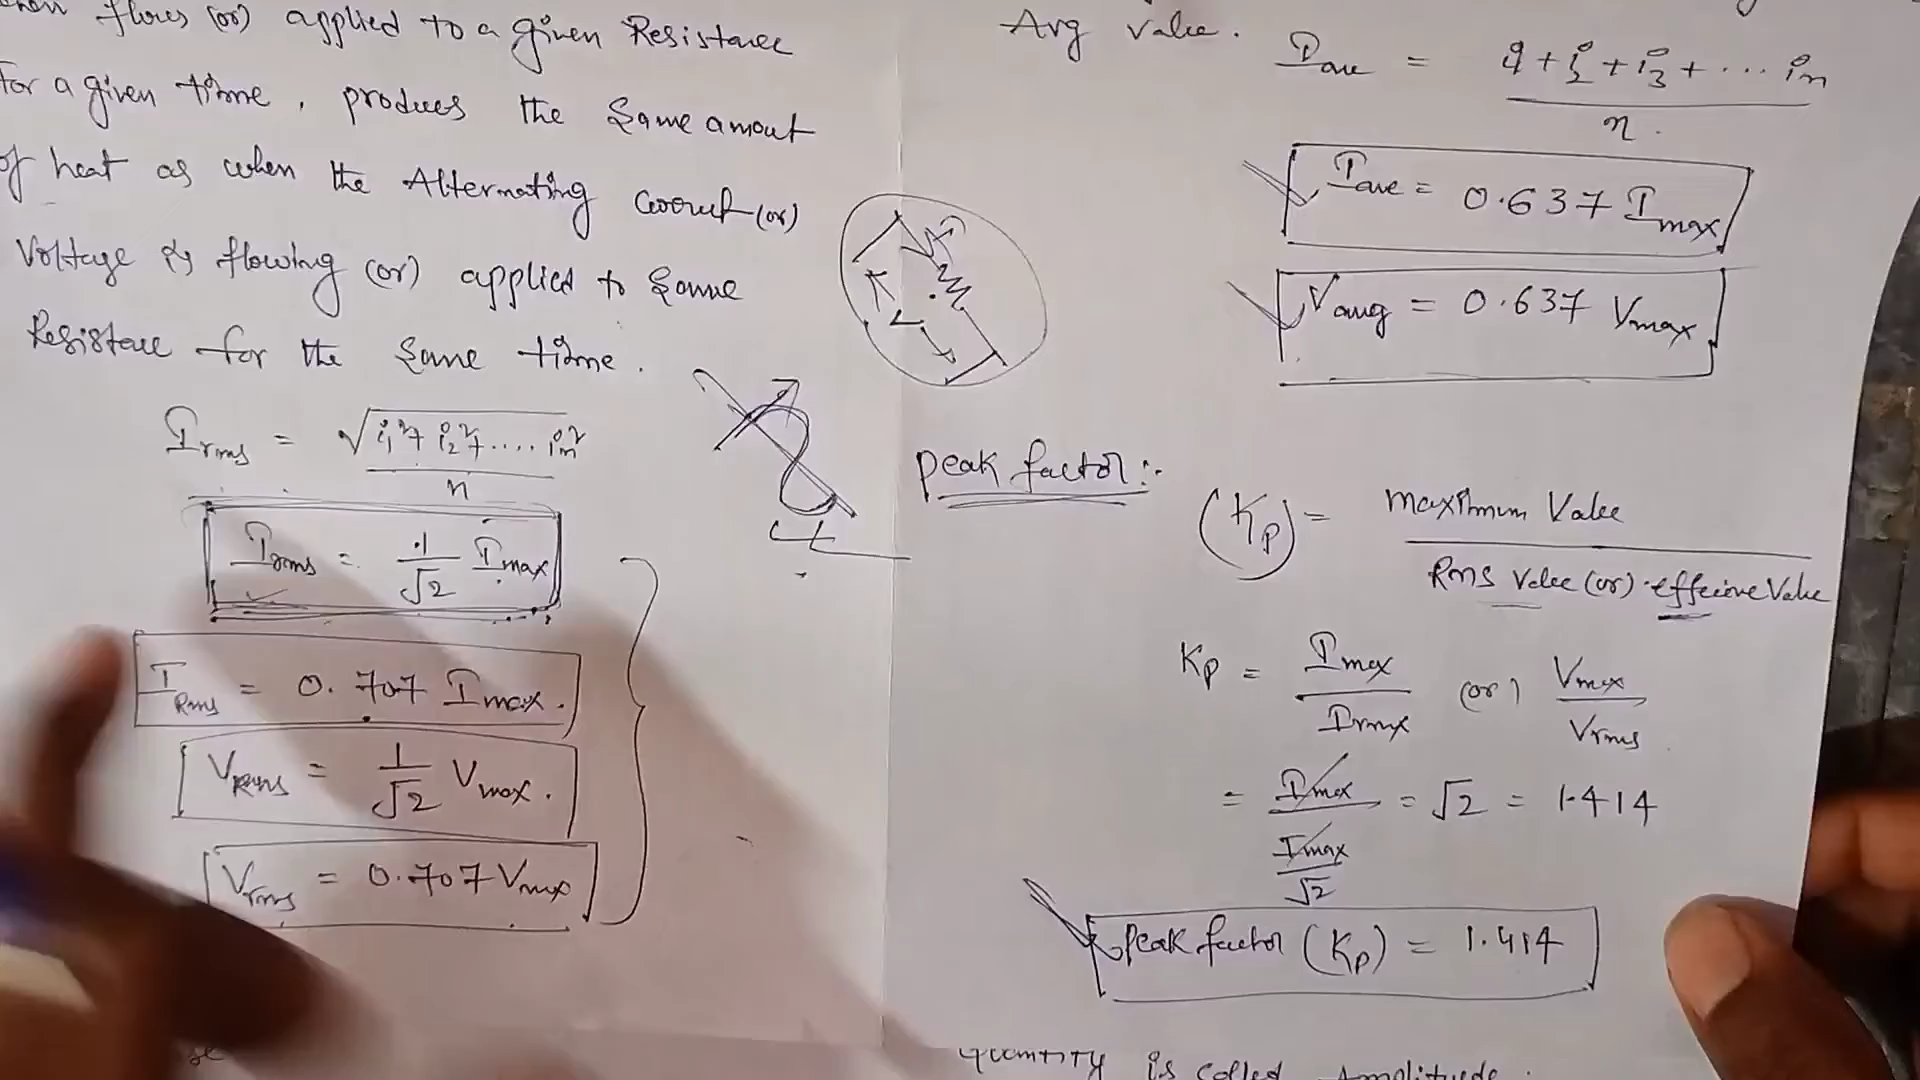 flows (or) applied to a given Resistance
For a given time, produces the same amout
of heat as when the Alternating current (or)
Voltage is flowing (or) applied to same
Resistace for the same time.
Irms = √i₁² + i₂² + .... iₙ²
n
Irms = 1/√2 Imax
IRms = 0.707 Imax.
VRms = 1/√2 Vmax.
Vrms = 0.707 Vmax
Avg Value.
Iave = i₁ + i₂ + i₃ + ... iₙ
n.
Iave = 0.637 Imax
Vavg = 0.637 Vmax
Peak factor :-
(Kp) = maximum Value
Rms Value (or) effecive Value
Kp = Imax / Irmx (or) Vmax / Vrms
= Imax / (Imax / √2) = √2 = 1.414
Peak factor (Kp) = 1.414
Quantity is called Amplitude.